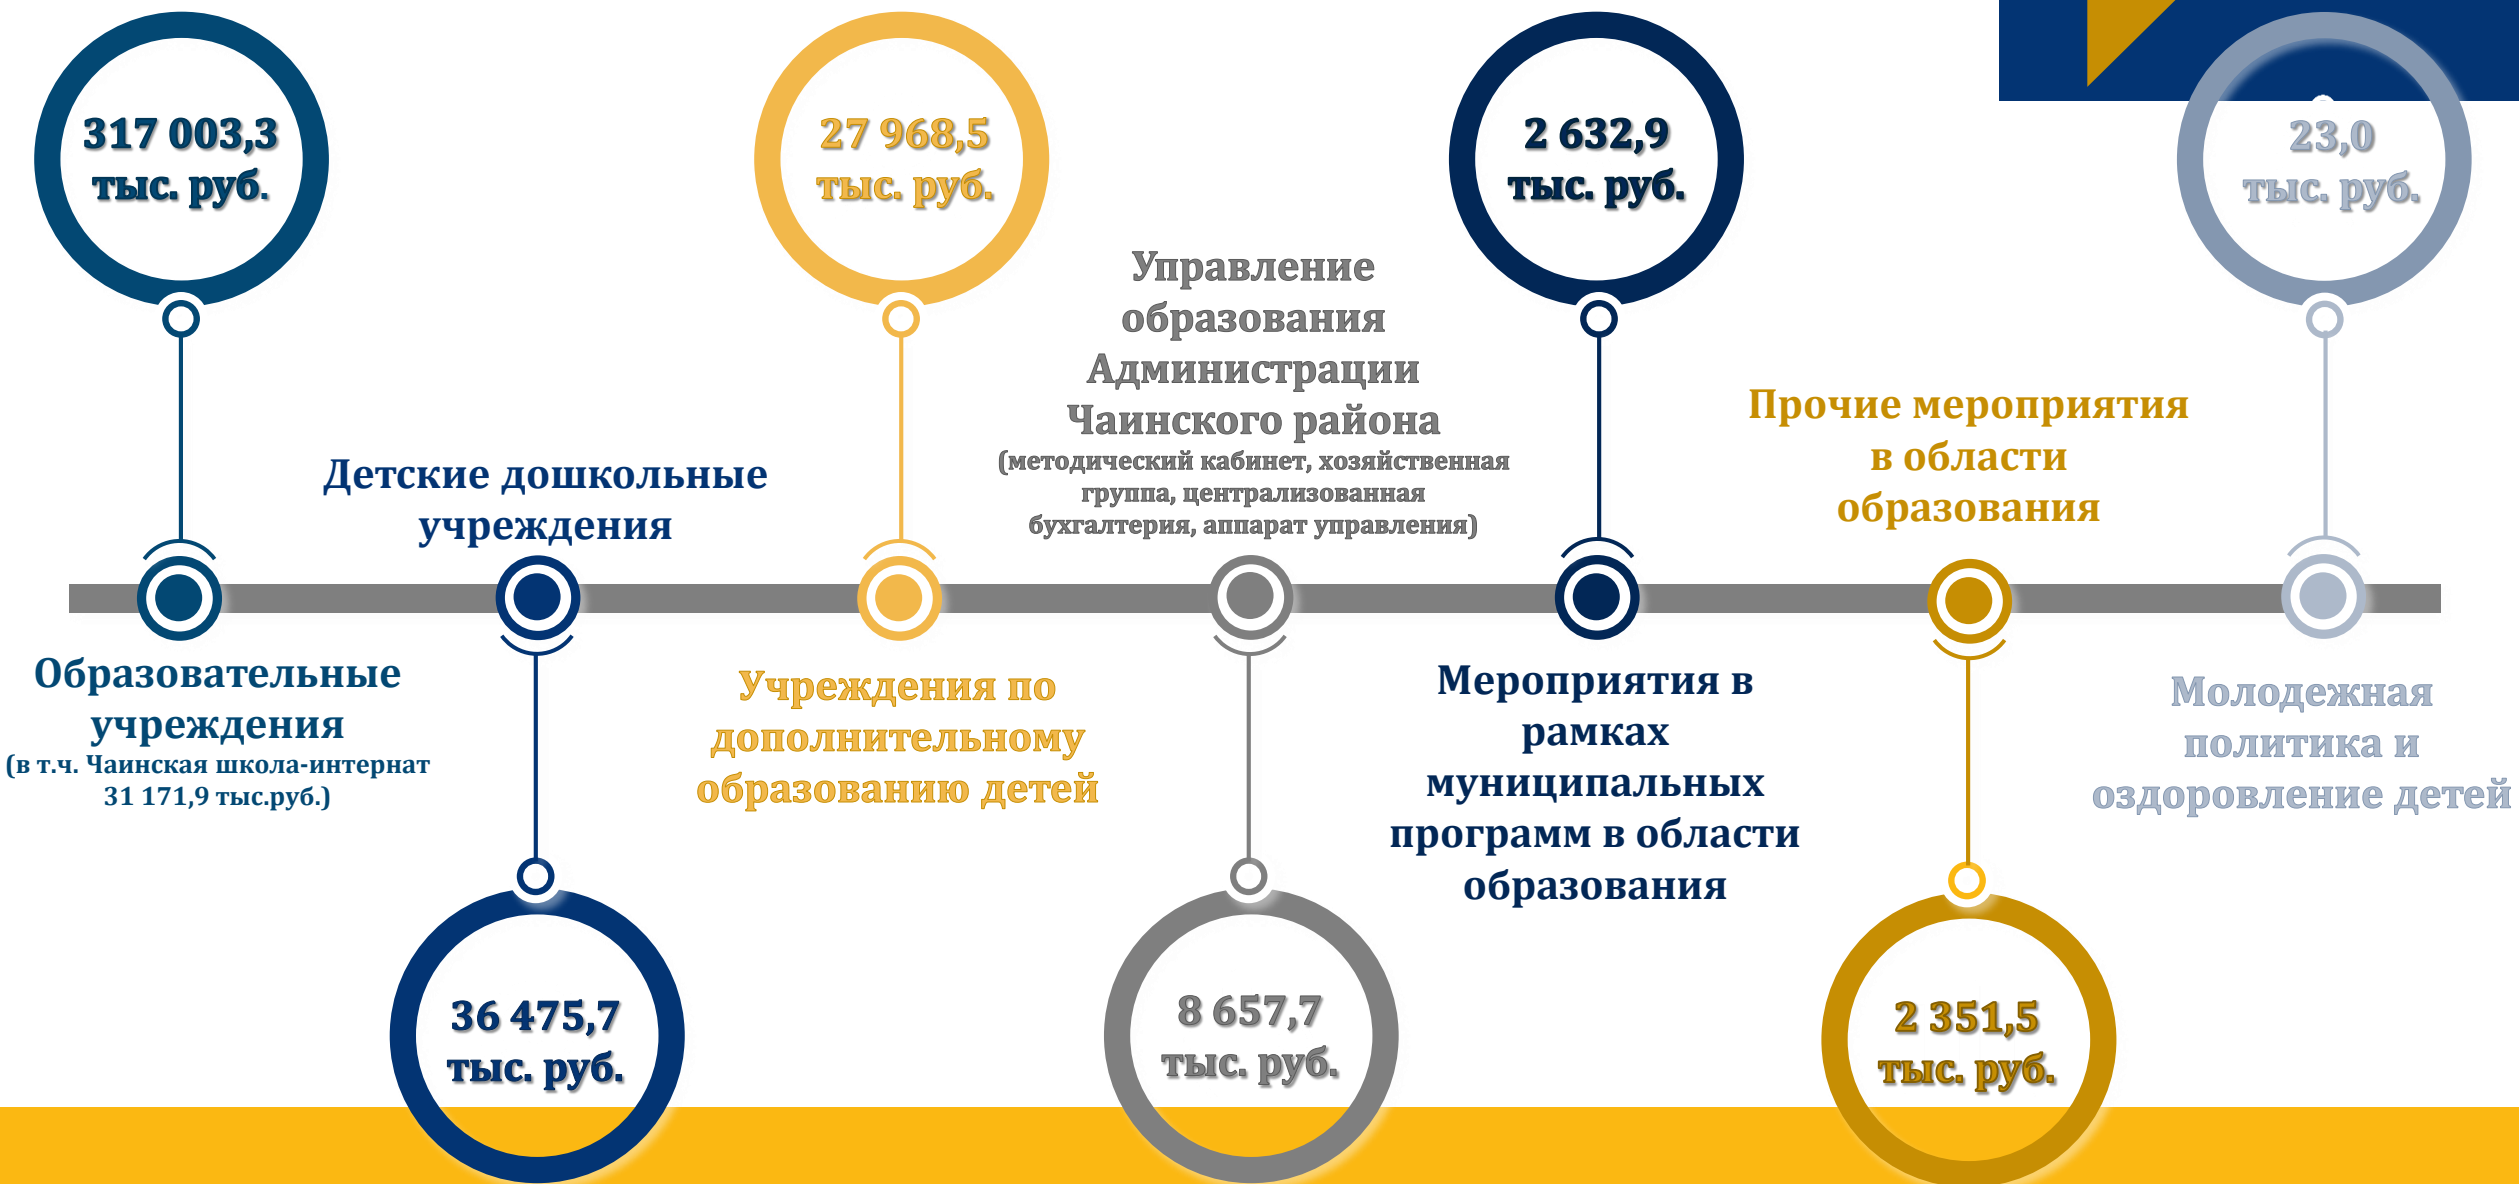 317 003,3
тыс. руб.
Образовательные
учреждения
(в т.ч. Чаинская школа-интернат
31 171,9 тыс.руб.)
Детские дошкольные
учреждения
36 475,7
тыс. руб.
27 968,5
тыс. руб.
Учреждения по
дополнительному
образованию детей
Управление
образования
Администрации
Чаинского района
(методический кабинет, хозяйственная
группа, централизованная
бухгалтерия, аппарат управления)
8 657,7
тыс. руб.
2 632,9
тыс. руб.
Мероприятия в
рамках
муниципальных
программ в области
образования
Прочие мероприятия
в области
образования
2 351,5
тыс. руб.
23,0
тыс. руб.
Молодежная
политика и
оздоровление детей